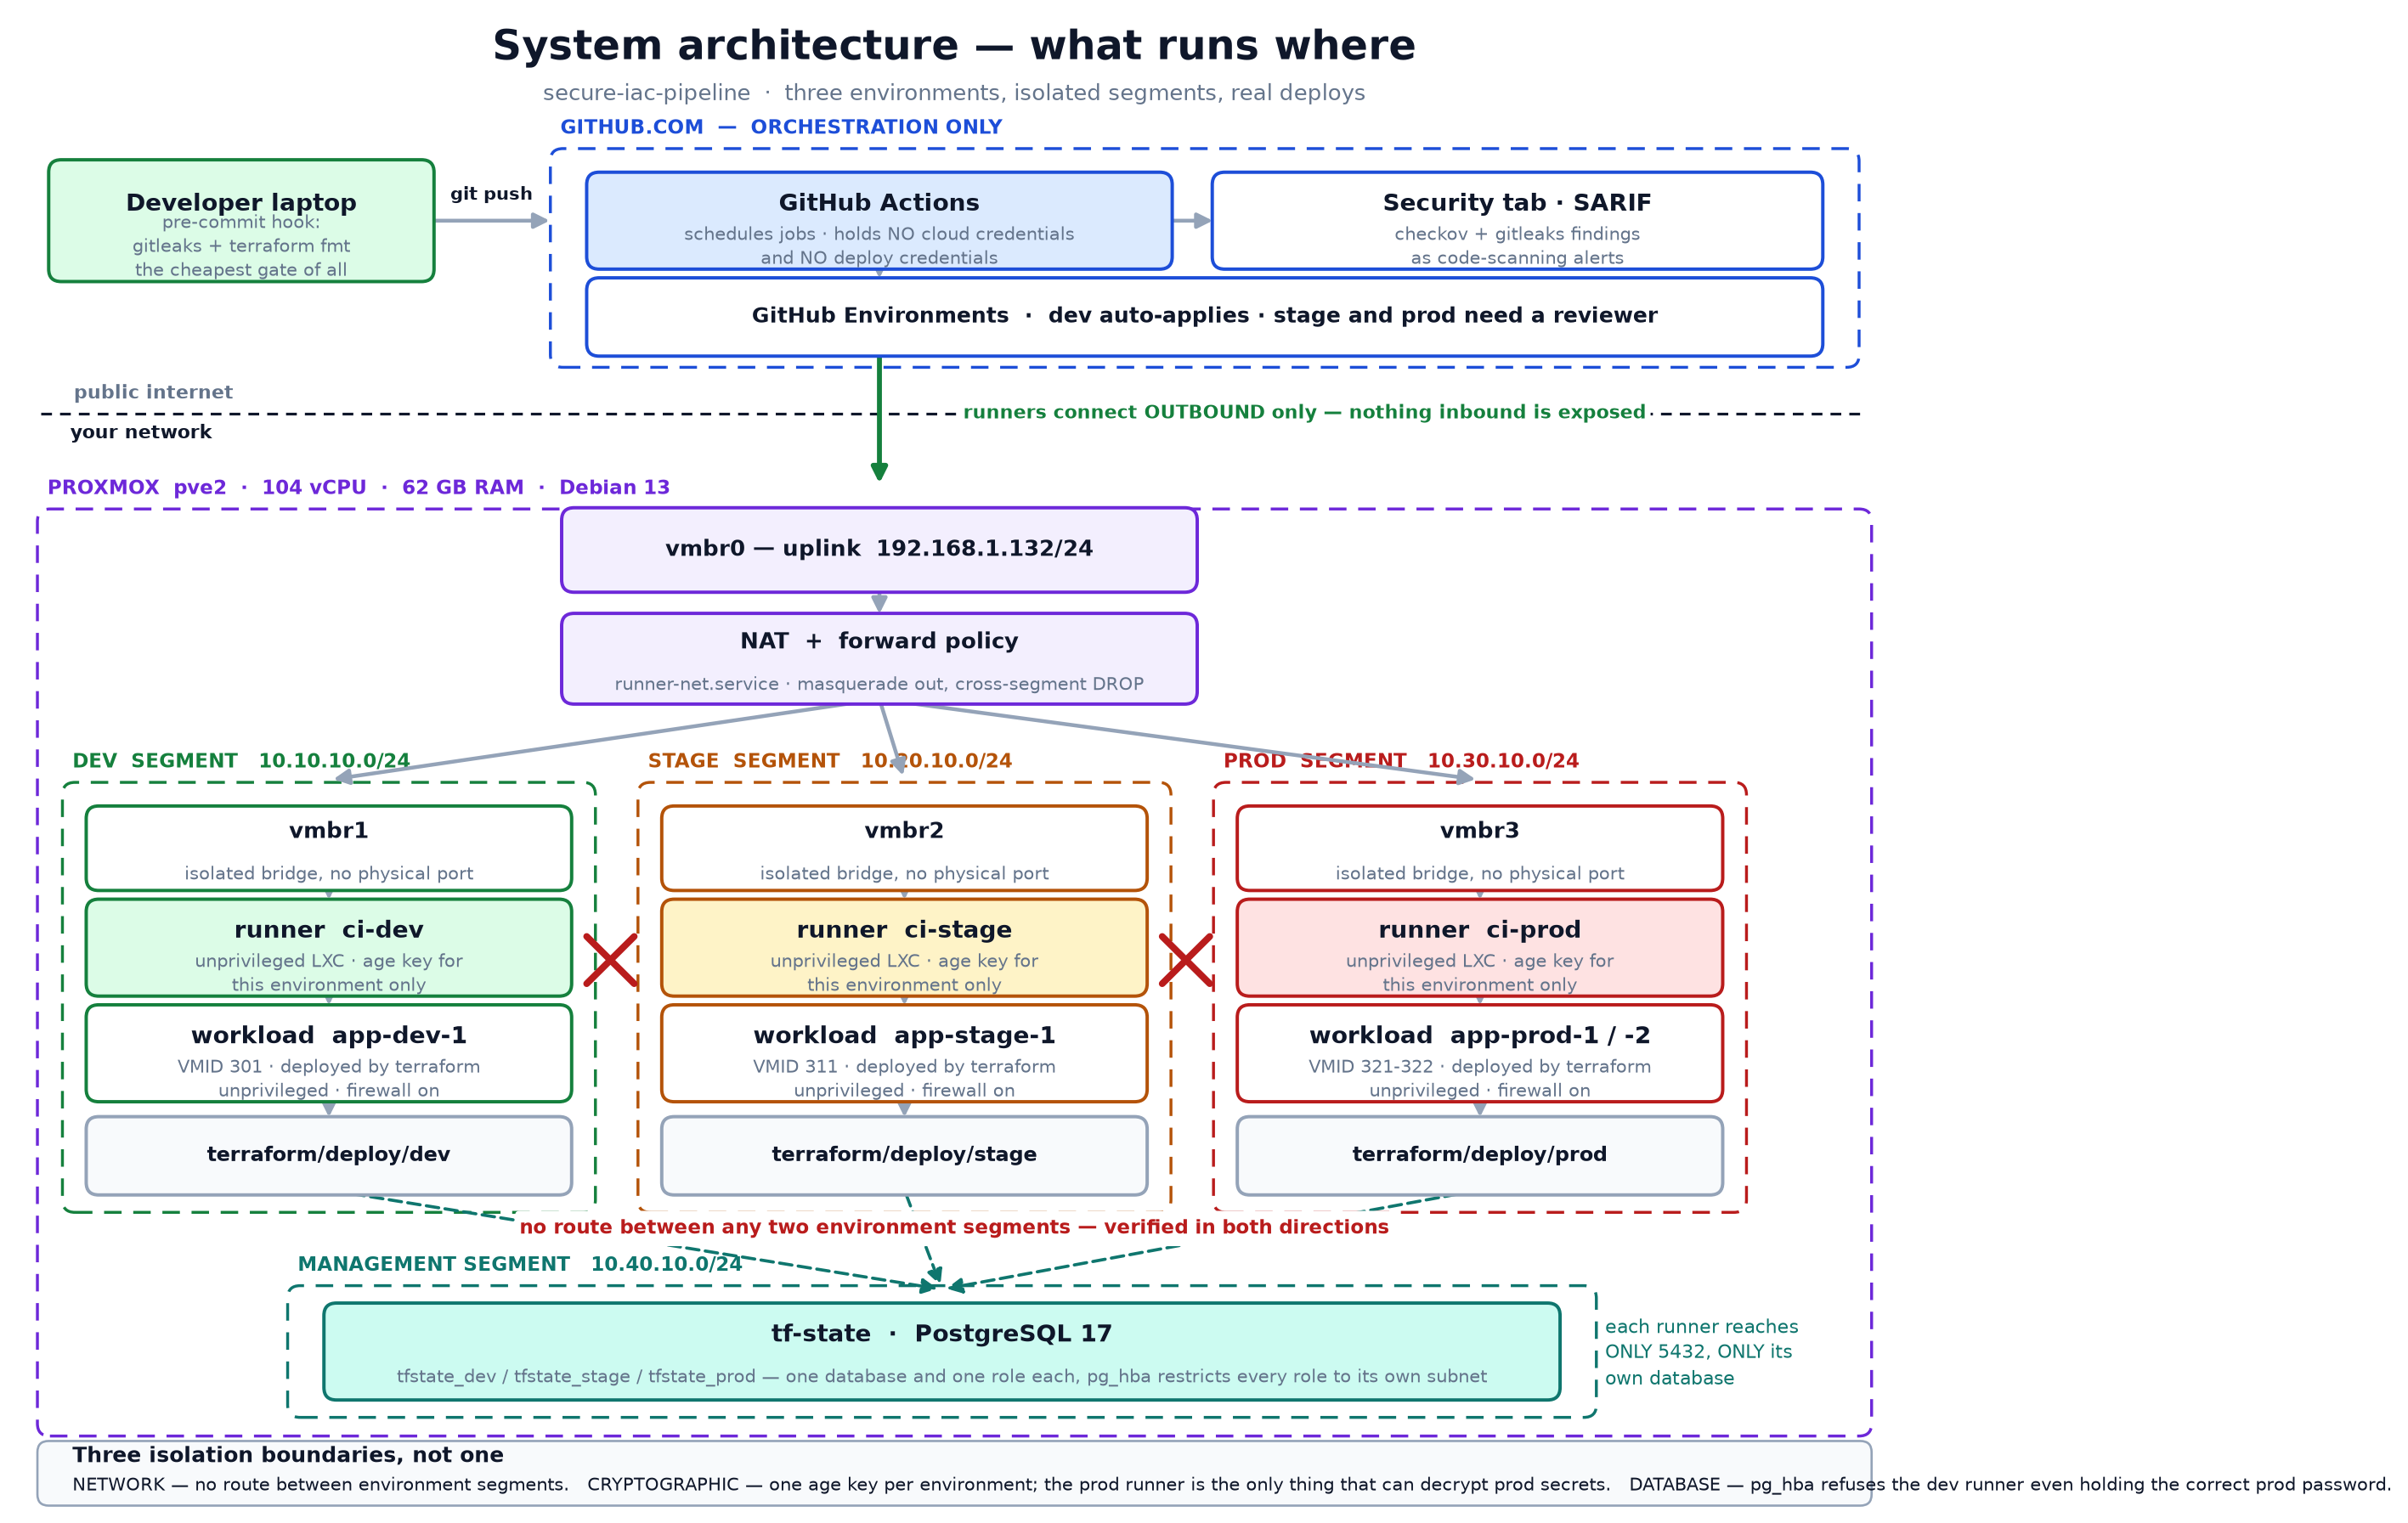 System architecture — what runs where
secure-iac-pipeline · three environments, isolated segments, real deploys
GITHUB.COM — ORCHESTRATION ONLY
Developer laptop
pre-commit hook:
gitleaks + terraform fmt
the cheapest gate of all
git push
GitHub Actions
schedules jobs · holds NO cloud credentials
and NO deploy credentials
Security tab · SARIF
checkov + gitleaks findings
as code-scanning alerts
GitHub Environments · dev auto-applies · stage and prod need a reviewer
public internet
runners connect OUTBOUND only — nothing inbound is exposed
your network
PROXMOX pve2 · 104 vCPU · 62 GB RAM · Debian 13
vmbr0 — uplink 192.168.1.132/24
NAT + forward policy
runner-net.service · masquerade out, cross-segment DROP
DEV SEGMENT 10.10.10.0/24
vmbr1
isolated bridge, no physical port
runner ci-dev
unprivileged LXC · age key for
this environment only
workload app-dev-1
VMID 301 · deployed by terraform
unprivileged · firewall on
terraform/deploy/dev
STAGE SEGMENT 10.20.10.0/24
vmbr2
isolated bridge, no physical port
runner ci-stage
unprivileged LXC · age key for
this environment only
workload app-stage-1
VMID 311 · deployed by terraform
unprivileged · firewall on
terraform/deploy/stage
PROD SEGMENT 10.30.10.0/24
vmbr3
isolated bridge, no physical port
runner ci-prod
unprivileged LXC · age key for
this environment only
workload app-prod-1 / -2
VMID 321-322 · deployed by terraform
unprivileged · firewall on
terraform/deploy/prod
no route between any two environment segments — verified in both directions
MANAGEMENT SEGMENT 10.40.10.0/24
tf-state · PostgreSQL 17
tfstate_dev / tfstate_stage / tfstate_prod — one database and one role each, pg_hba restricts every role to its own subnet
each runner reaches
ONLY 5432, ONLY its
own database
Three isolation boundaries, not one
NETWORK — no route between environment segments. CRYPTOGRAPHIC — one age key per environment; the prod runner is the only thing that can decrypt prod secrets. DATABASE — pg_hba refuses the dev runner even holding the correct prod password.